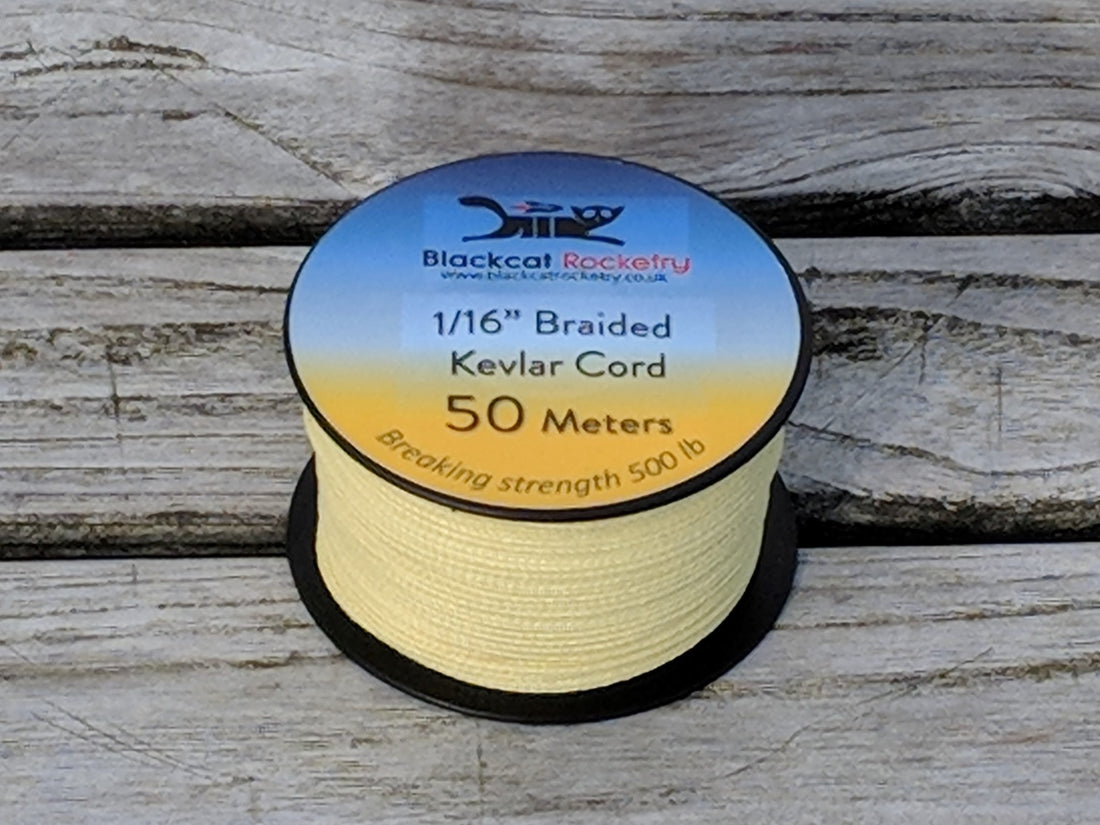 Blackcat Rocketry
www.blackcatrocketry.co.uk
1/16” Braided
Kevlar Cord
50 Meters
Breaking strength 500 lb